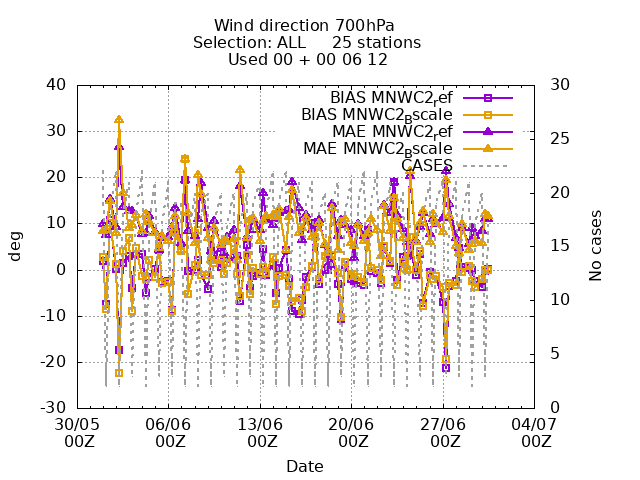 Wind direction 700hPa
Selection: ALL 25 stations
Used 00 + 00 06 12
40 30
BIAS MNWC2_ref
BIAS MNWC2_Bscale
MAE MNWC2_ref
MAE MNWC2_Bscale
CASES
30 25
20 20
10 15
0 10
-10
-20 5
-30 0
deg
No cases
30/05 06/06 13/06 20/06 27/06 04/07
00Z 00Z 00Z 00Z 00Z 00Z
Date